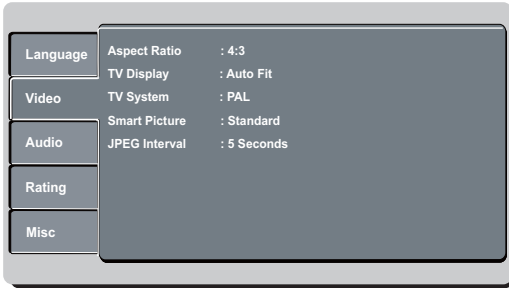 Language
Video
Audio
Rating
Misc
Aspect Ratio : 4:3
TV Display : Auto Fit
TV System : PAL
Smart Picture : Standard
JPEG Interval : 5 Seconds